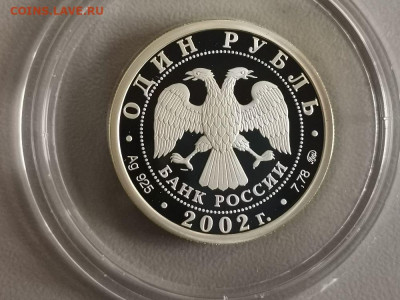 COINS.LAVE.RU
ОДИН РУБЛЬ
Ag 925
7,78
БАНК РОССИИ
2002 г.